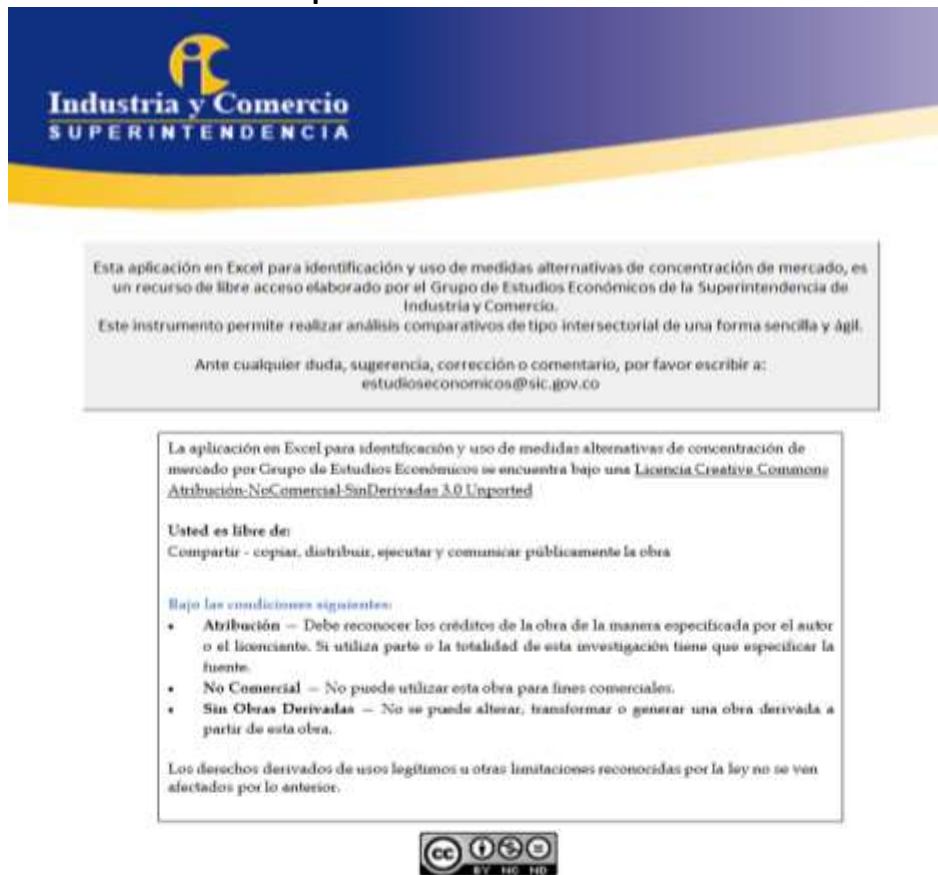 Industria y Comercio
SUPERINTENDENCIA
Esta aplicación en Excel para identificación y uso de medidas alternativas de concentración de mercado, es
un recurso de libre acceso elaborado por el Grupo de Estudios Económicos de la Superintendencia de
Industria y Comercio.
Este instrumento permite realizar análisis comparativos de tipo intersectorial de una forma sencilla y ágil.
Ante cualquier duda, sugerencia, corrección o comentario, por favor escribir a:
estudioseconomicos@sic.gov.co
La aplicación en Excel para identificación y uso de medidas alternativas de concentración de
mercado por Grupo de Estudios Económicos se encuentra bajo una Licencia Creative Commons
Atribución-NoComercial-SinDerivadas 3.0 Unported
Usted es libre de:
Compartir - copiar, distribuir, ejecutar y comunicar públicamente la obra
Bajo las condiciones siguientes:
• Atribución — Debe reconocer los créditos de la obra de la manera especificada por el autor
o el licenciante. Si utiliza parte o la totalidad de esta investigación tiene que especificar la
fuente.
• No Comercial — No puede utilizar esta obra para fines comerciales.
• Sin Obras Derivadas — No se puede alterar, transformar o generar una obra derivada a
partir de esta obra.
Los derechos derivados de usos legítimos u otras limitaciones reconocidas por la ley no se ven
afectados por lo anterior.
cc
BY NC ND